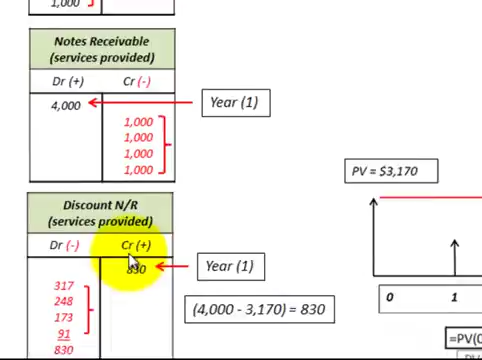 1,000
Notes Receivable
(services provided)
Dr (+) Cr (-)
4,000
Year (1)
1,000
1,000
1,000
1,000
PV = $3,170
Discount N/R
(services provided)
Dr (-) Cr (+)
830
Year (1)
317
248
173
91
830
(4,000 - 3,170) = 830
0 1
=PV(0